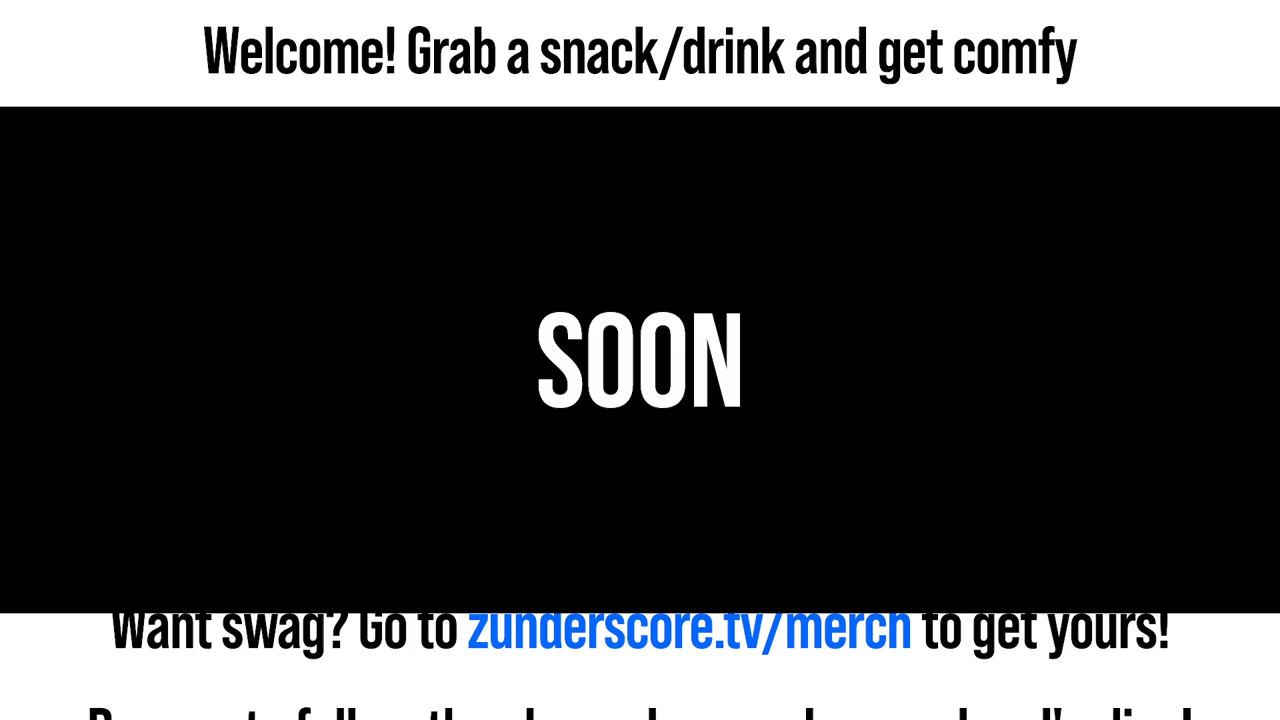 Welcome! Grab a snack/drink and get comfy
SOON
Want swag? Go to zunderscore.tv/merch to get yours!